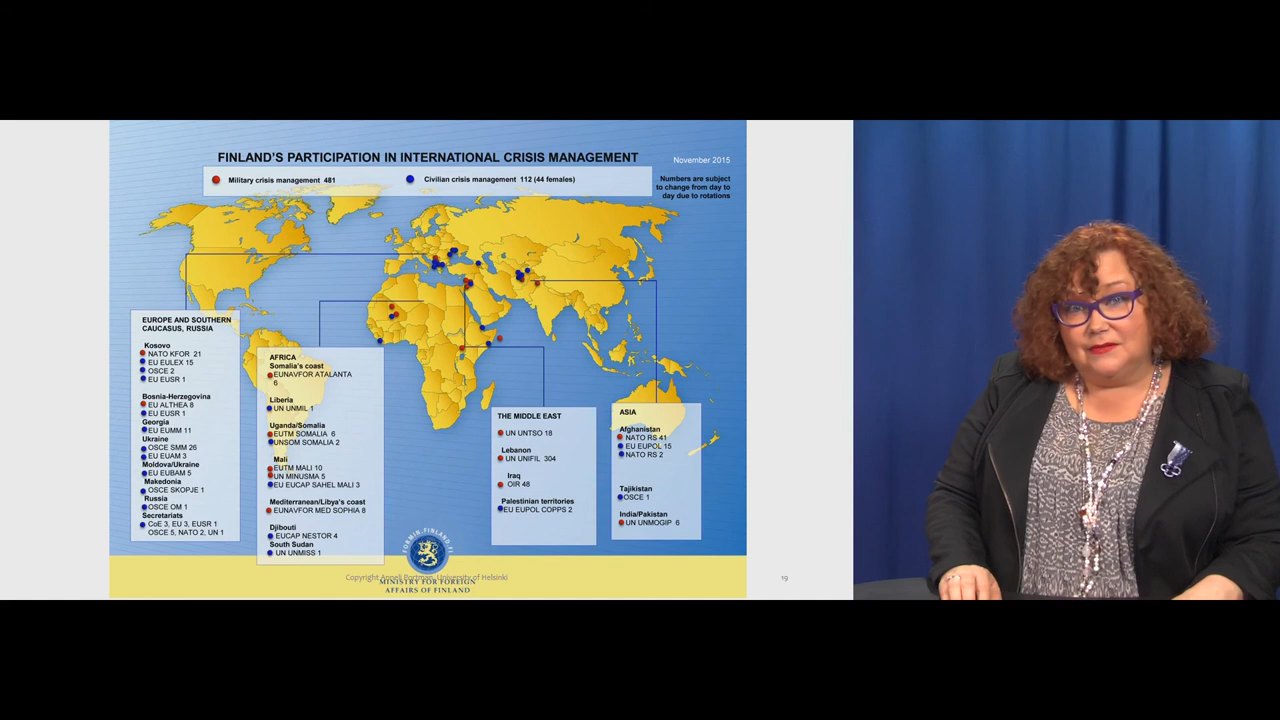 FINLAND'S PARTICIPATION IN INTERNATIONAL CRISIS MANAGEMENT
November 2015
Military crisis management 481
Civilian crisis management 112 (44 females)
Numbers are subject
to change from day to
day due to rotations
EUROPE AND SOUTHERN
CAUCASUS, RUSSIA
Kosovo
NATO KFOR 21
EU EULEX 15
OSCE 2
EU EUSR 1
Bosnia-Herzegovina
EU ALTHEA 8
EU EUSR 1
Georgia
EU EUMM 11
Ukraine
OSCE SMM 26
EU EUAM 3
Moldova/Ukraine
EU EUBAM 5
Makedonia
OSCE SKOPJE 1
Russia
OSCE OM 1
Secretariats
CoE 3, EU 3, EUSR 1
OSCE 5, NATO 2, UN 1
AFRICA
Somalia's coast
EUNAVFOR ATALANTA
6
Liberia
UN UNMIL 1
Uganda/Somalia
EUTM SOMALIA 6
UNSOM SOMALIA 2
Mali
EUTM MALI 10
UN MINUSMA 5
EU EUCAP SAHEL MALI 3
Mediterranean/Libya's coast
EUNAVFOR MED SOPHIA 8
Djibouti
EUCAP NESTOR 4
South Sudan
UN UNMISS 1
THE MIDDLE EAST
UN UNTSO 18
Lebanon
UN UNIFIL 304
Iraq
OIR 48
Palestinian territories
EU EUPOL COPPS 2
ASIA
Afghanistan
NATO RS 41
EU EUPOL 15
NATO RS 2
Tajikistan
OSCE 1
India/Pakistan
UN UNMOGIP 6
FORMIN.FINLAND.FI
Copyright Anneli Portman, University of Helsinki
MINISTRY FOR FOREIGN
AFFAIRS OF FINLAND
19